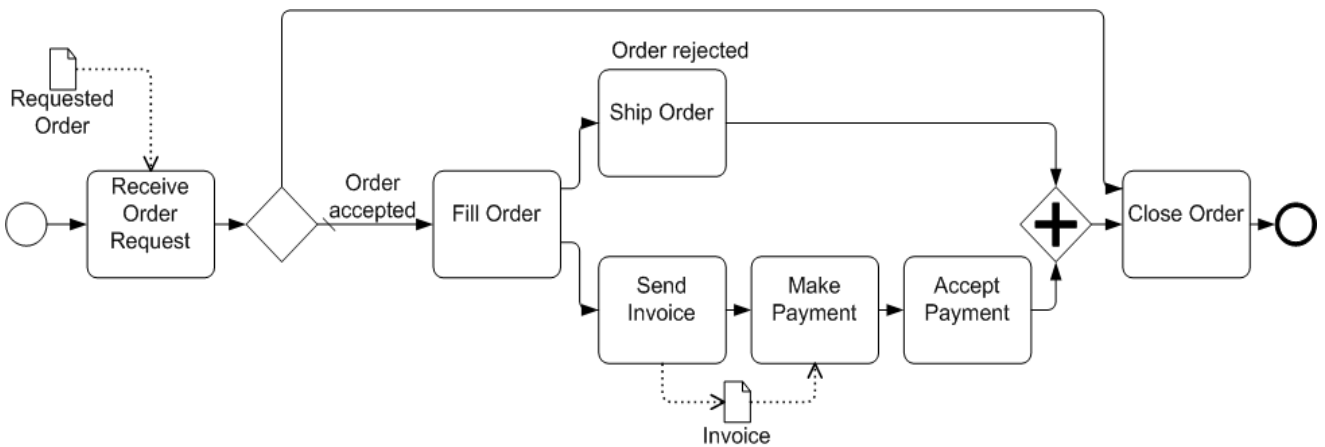 Order rejected
Requested
Order
Ship Order
Receive
Order
Request
Order
accepted
Fill Order
Close Order
Send
Invoice
Make
Payment
Accept
Payment
Invoice